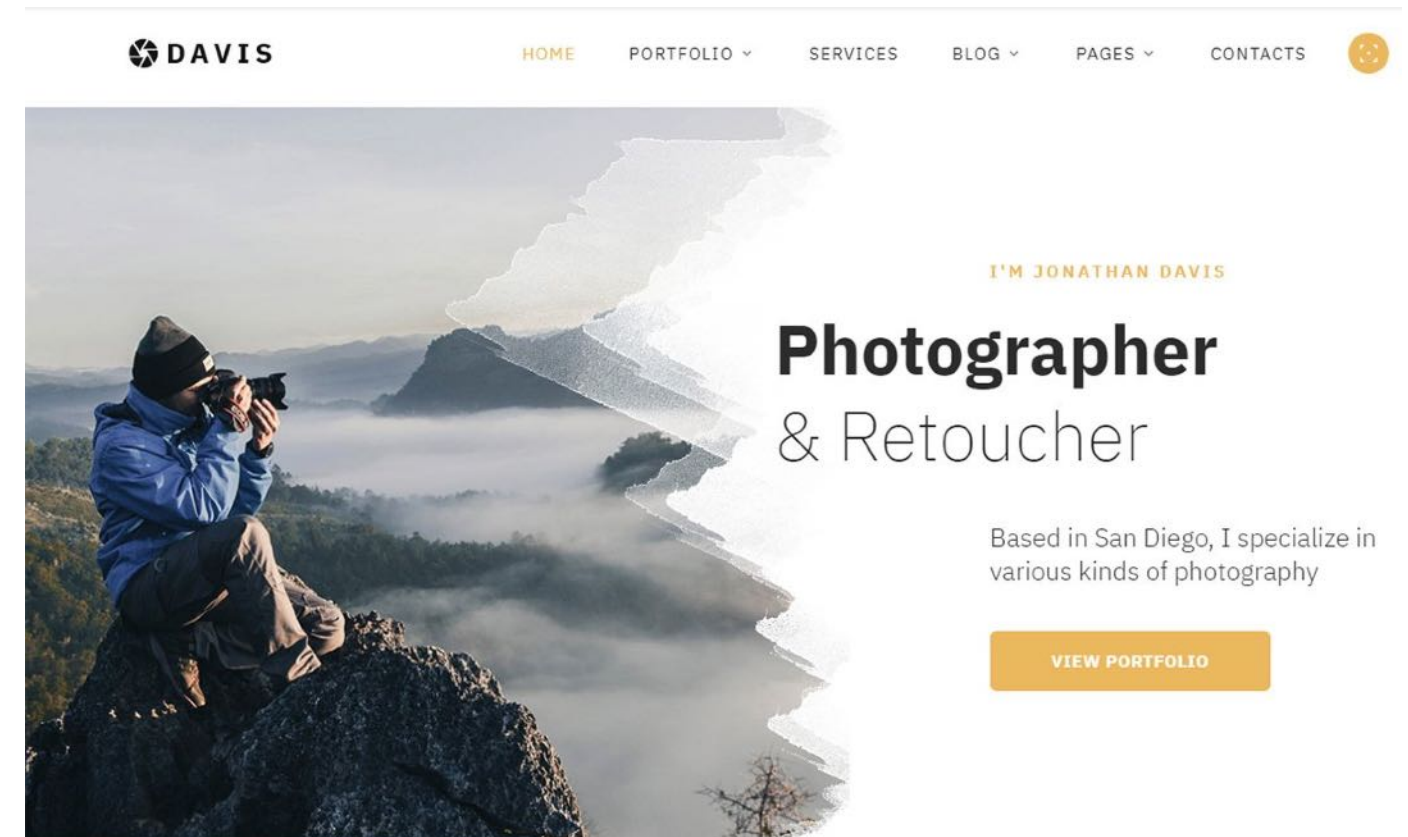 DAVIS
HOME PORTFOLIO SERVICES BLOG PAGES CONTACTS
I'M JONATHAN DAVIS
Photographer
& Retoucher
Based in San Diego, I specialize in
various kinds of photography
VIEW PORTFOLIO